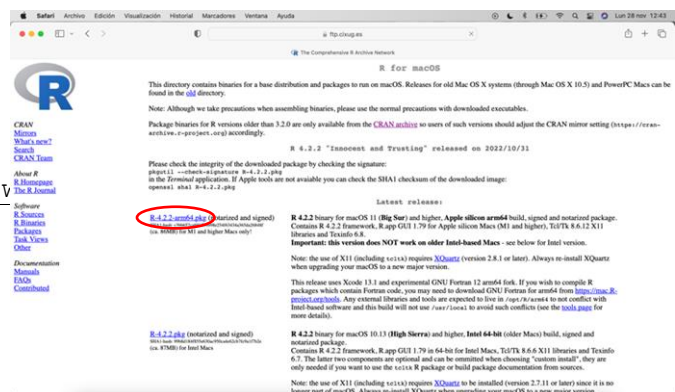 Safari Archivo Edición Visualización Historial Marcadores Ventana Ayuda
Lun 28 nov 12:43
ftp.cixug.es
The Comprehensive R Archive Network
R for macOS
This directory contains binaries for a base distribution and packages to run on macOS. Releases for old Mac OS X systems (through Mac OS X 10.5) and PowerPC Macs can be
found in the old directory.
Note: Although we take precautions when assembling binaries, please use the normal precautions with downloaded executables.
Package binaries for R versions older than 3.2.0 are only available from the CRAN archive so users of such versions should adjust the CRAN mirror setting (https://cran-
archive.r-project.org) accordingly.
R 4.2.2 "Innocent and Trusting" released on 2022/10/31
Please check the integrity of the downloaded package by checking the signature:
pkgutil --check-signature R-4.2.2.pkg
in the Terminal application. If Apple tools are not avaiable you can check the SHA1 checksum of the downloaded image:
openssl sha1 R-4.2.2.pkg
Latest release:
R
CRAN
Mirrors
What's new?
Search
CRAN Team
About R
R Homepage
The R Journal
Software
R Sources
R Binaries
Packages
Task Views
Other
Documentation
Manuals
FAQs
Contributed
R-4.2.2-arm64.pkg (notarized and signed)
(ca. 86MB) for M1 and higher Macs only!
R 4.2.2 binary for macOS 11 (Big Sur) and higher, Apple silicon arm64 build, signed and notarized package.
Contains R 4.2.2 framework, R.app GUI 1.79 for Apple silicon Macs (M1 and higher), Tcl/Tk 8.6.12 X11
libraries and Texinfo 6.8.
Important: this version does NOT work on older Intel-based Macs - see below for Intel version.
Note: the use of X11 (including tcltk) requires XQuartz (version 2.8.1 or later). Always re-install XQuartz
when upgrading your macOS to a new major version.
This release uses Xcode 13.1 and experimental GNU Fortran 12 arm64 fork. If you wish to compile R
packages which contain Fortran code, you may need to download GNU Fortran for arm64 from https://mac.R-
project.org/tools. Any external libraries and tools are expected to live in /opt/R/arm64 to not conflict with
Intel-based software and this build will not use /usr/local to avoid such conflicts (see the tools page for
more details).
R-4.2.2.pkg (notarized and signed)
(ca. 87MB) for Intel Macs
R 4.2.2 binary for macOS 10.13 (High Sierra) and higher, Intel 64-bit (older Macs) build, signed and
notarized package.
Contains R 4.2.2 framework, R.app GUI 1.79 in 64-bit for Intel Macs, Tcl/Tk 8.6.6 X11 libraries and Texinfo
6.7. The latter two components are optional and can be ommitted when choosing "custom install", they are
only needed if you want to use the tcltk R package or build package documentation from sources.
Note: the use of X11 (including tcltk) requires XQuartz to be installed (version 2.7.11 or later) since it is no
longer part of macOS. Always re-install XQuartz when upgrading your macOS to a new major version.